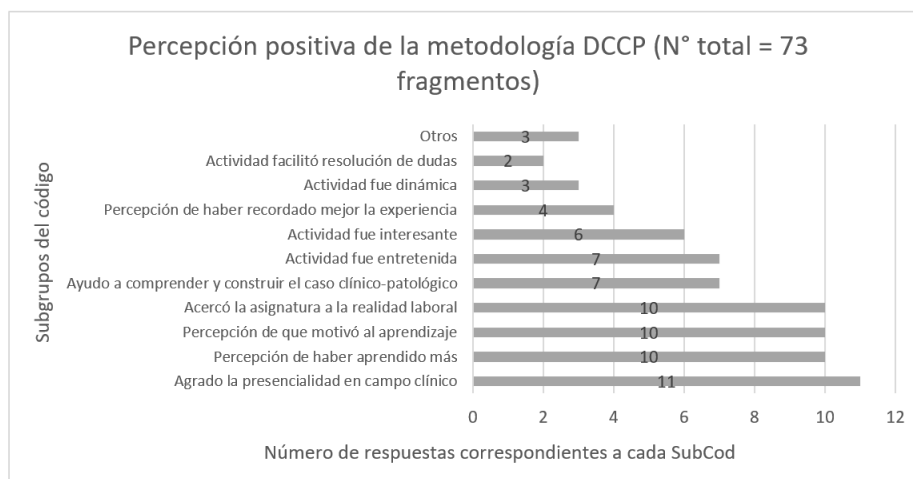 Percepción positiva de la metodología DCCP (N° total = 73
fragmentos)
Subgrupos del código
Otros
3
Actividad facilitó resolución de dudas
2
Actividad fue dinámica
3
Percepción de haber recordado mejor la experiencia
4
Actividad fue interesante
6
Actividad fue entretenida
7
Ayudo a comprender y construir el caso clínico-patológico
7
Acercó la asignatura a la realidad laboral
10
Percepción de que motivó al aprendizaje
10
Percepción de haber aprendido más
10
Agrado la presencialidad en campo clínico
11
0 2 4 6 8 10 12
Número de respuestas correspondientes a cada SubCod